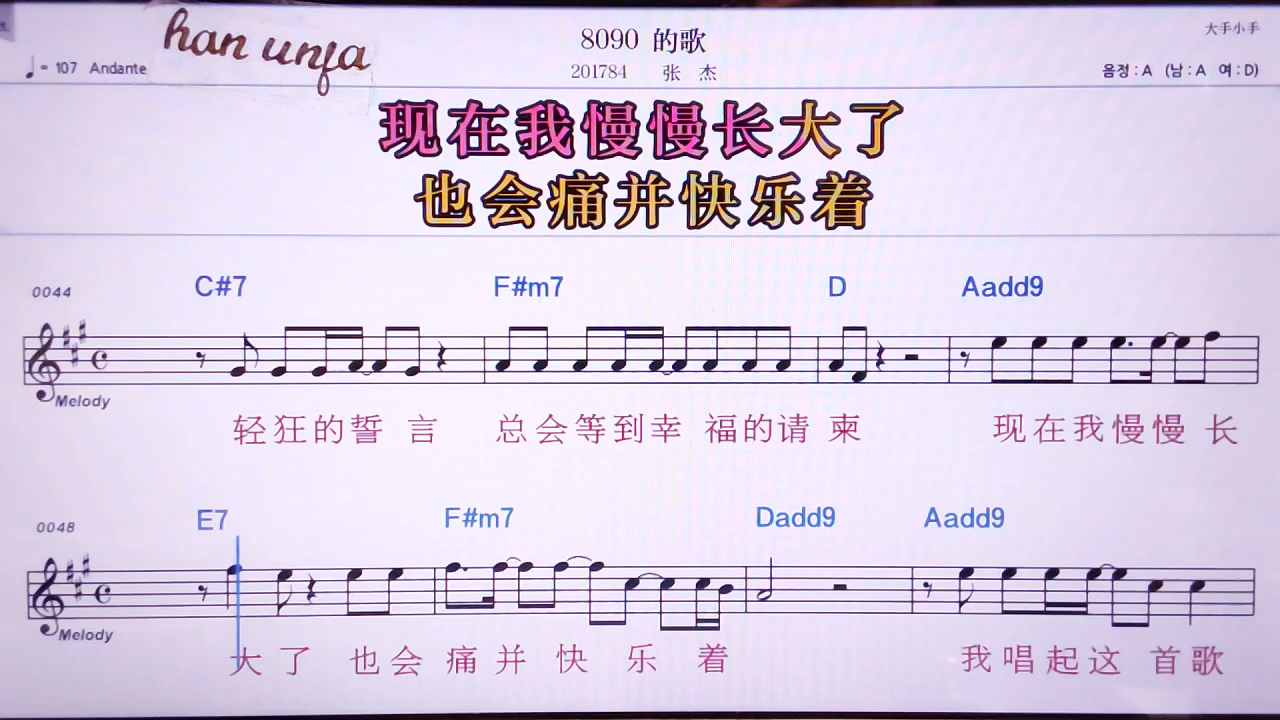 han unja
8090 的歌
大手小手
♩= 107 Andante
201784 张 杰
음정 : A (남 : A 여 : D)
现在我慢慢长大了
也会痛并快乐着
0044 C#7 F#m7 D Aadd9
Melody
轻狂的誓言 总会等到幸福的请柬 现在我慢慢长
0048 E7 F#m7 Dadd9 Aadd9
Melody
大了 也会痛并快乐着 我唱起这首歌